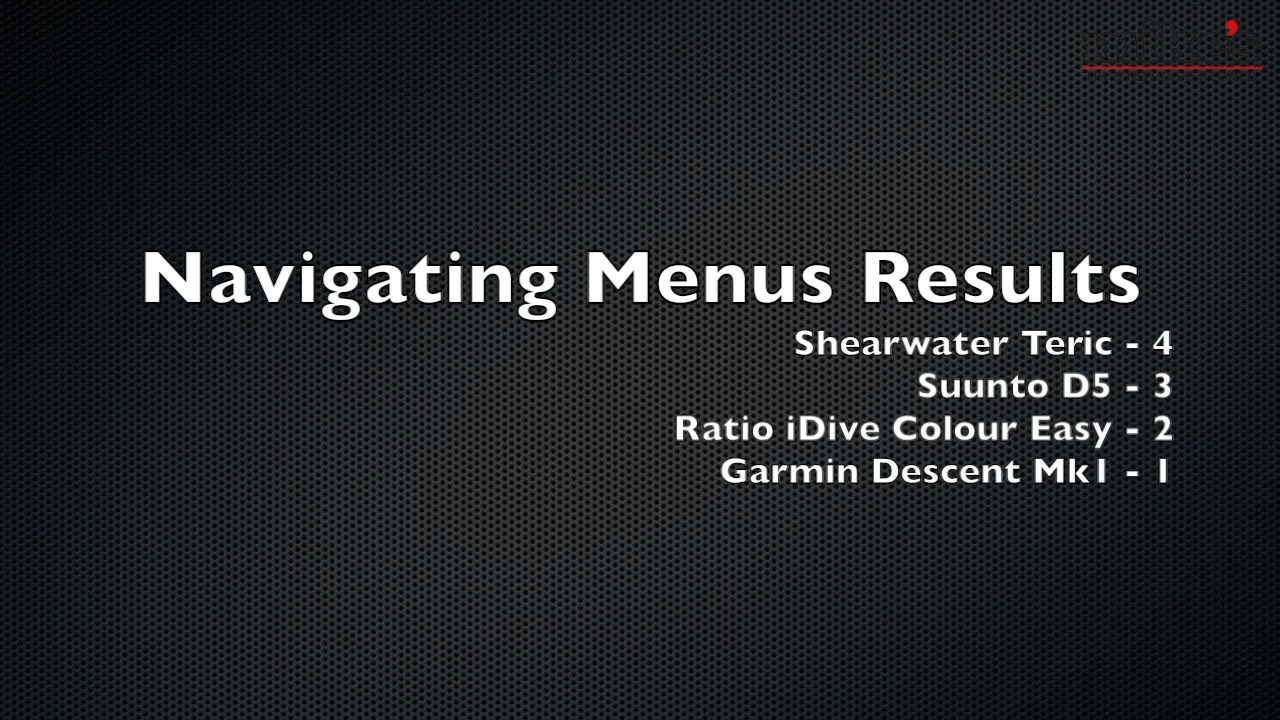 Navigating Menus Results
Shearwater Teric - 4
Suunto D5 - 3
Ratio iDive Colour Easy - 2
Garmin Descent Mk1 - 1